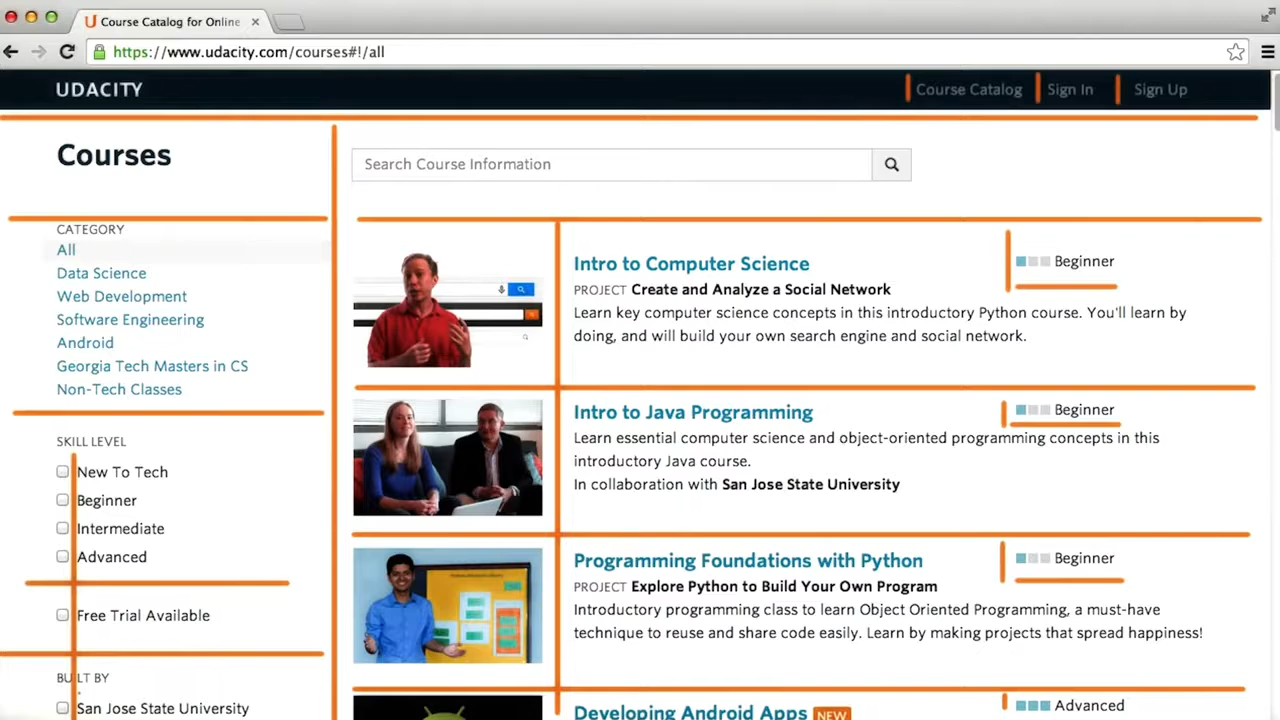 Course Catalog for Online
https://www.udacity.com/courses#!/all
UDACITY
Course Catalog
Sign In
Sign Up
Courses
Search Course Information
CATEGORY
All
Data Science
Web Development
Software Engineering
Android
Georgia Tech Masters in CS
Non-Tech Classes
SKILL LEVEL
New To Tech
Beginner
Intermediate
Advanced
Free Trial Available
BUILT BY
San Jose State University
Intro to Computer Science
Beginner
PROJECT Create and Analyze a Social Network
Learn key computer science concepts in this introductory Python course. You'll learn by
doing, and will build your own search engine and social network.
Intro to Java Programming
Beginner
Learn essential computer science and object-oriented programming concepts in this
introductory Java course.
In collaboration with San Jose State University
Programming Foundations with Python
Beginner
PROJECT Explore Python to Build Your Own Program
Introductory programming class to learn Object Oriented Programming, a must-have
technique to reuse and share code easily. Learn by making projects that spread happiness!
Developing Android Apps NEW
Advanced